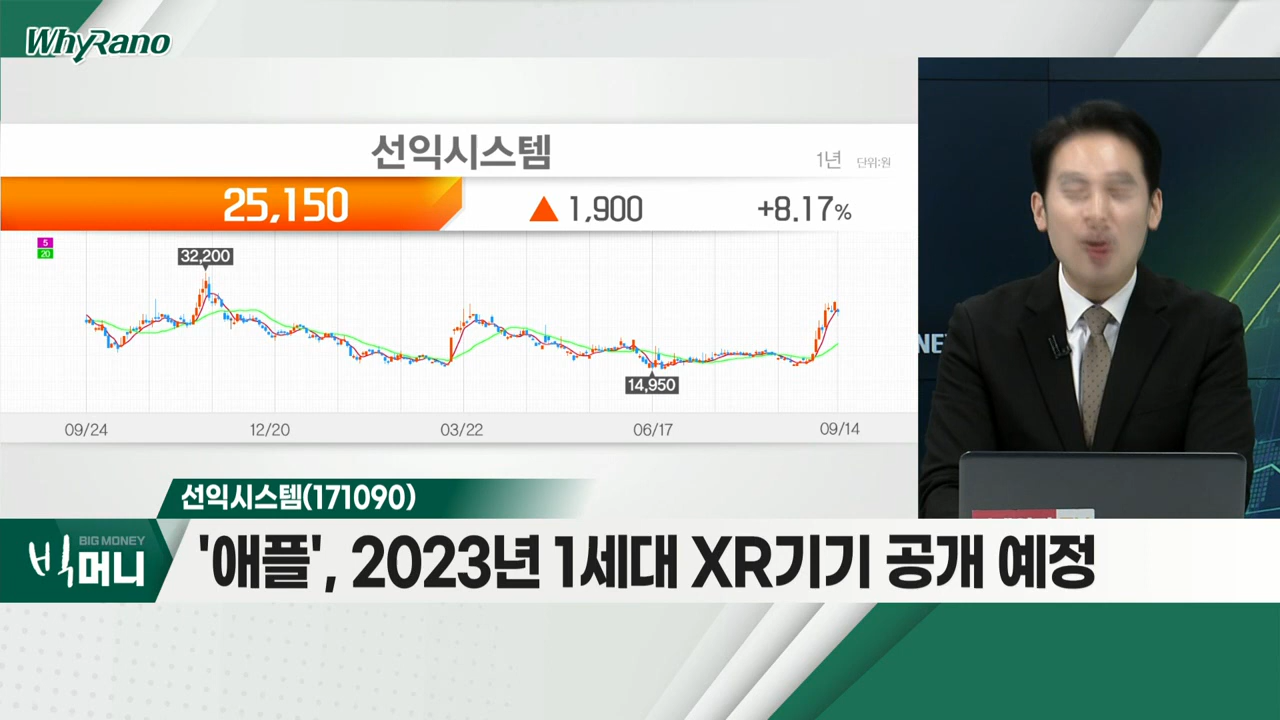 WhyRano
선익시스템
1년 단위:원
25,150 ▲ 1,900 +8.17%
5
20
32,200
14,950
09/24 12/20 03/22 06/17 09/14
NE
선익시스템(171090)
BIG MONEY
빅머니
'애플', 2023년 1세대 XR기기 공개 예정